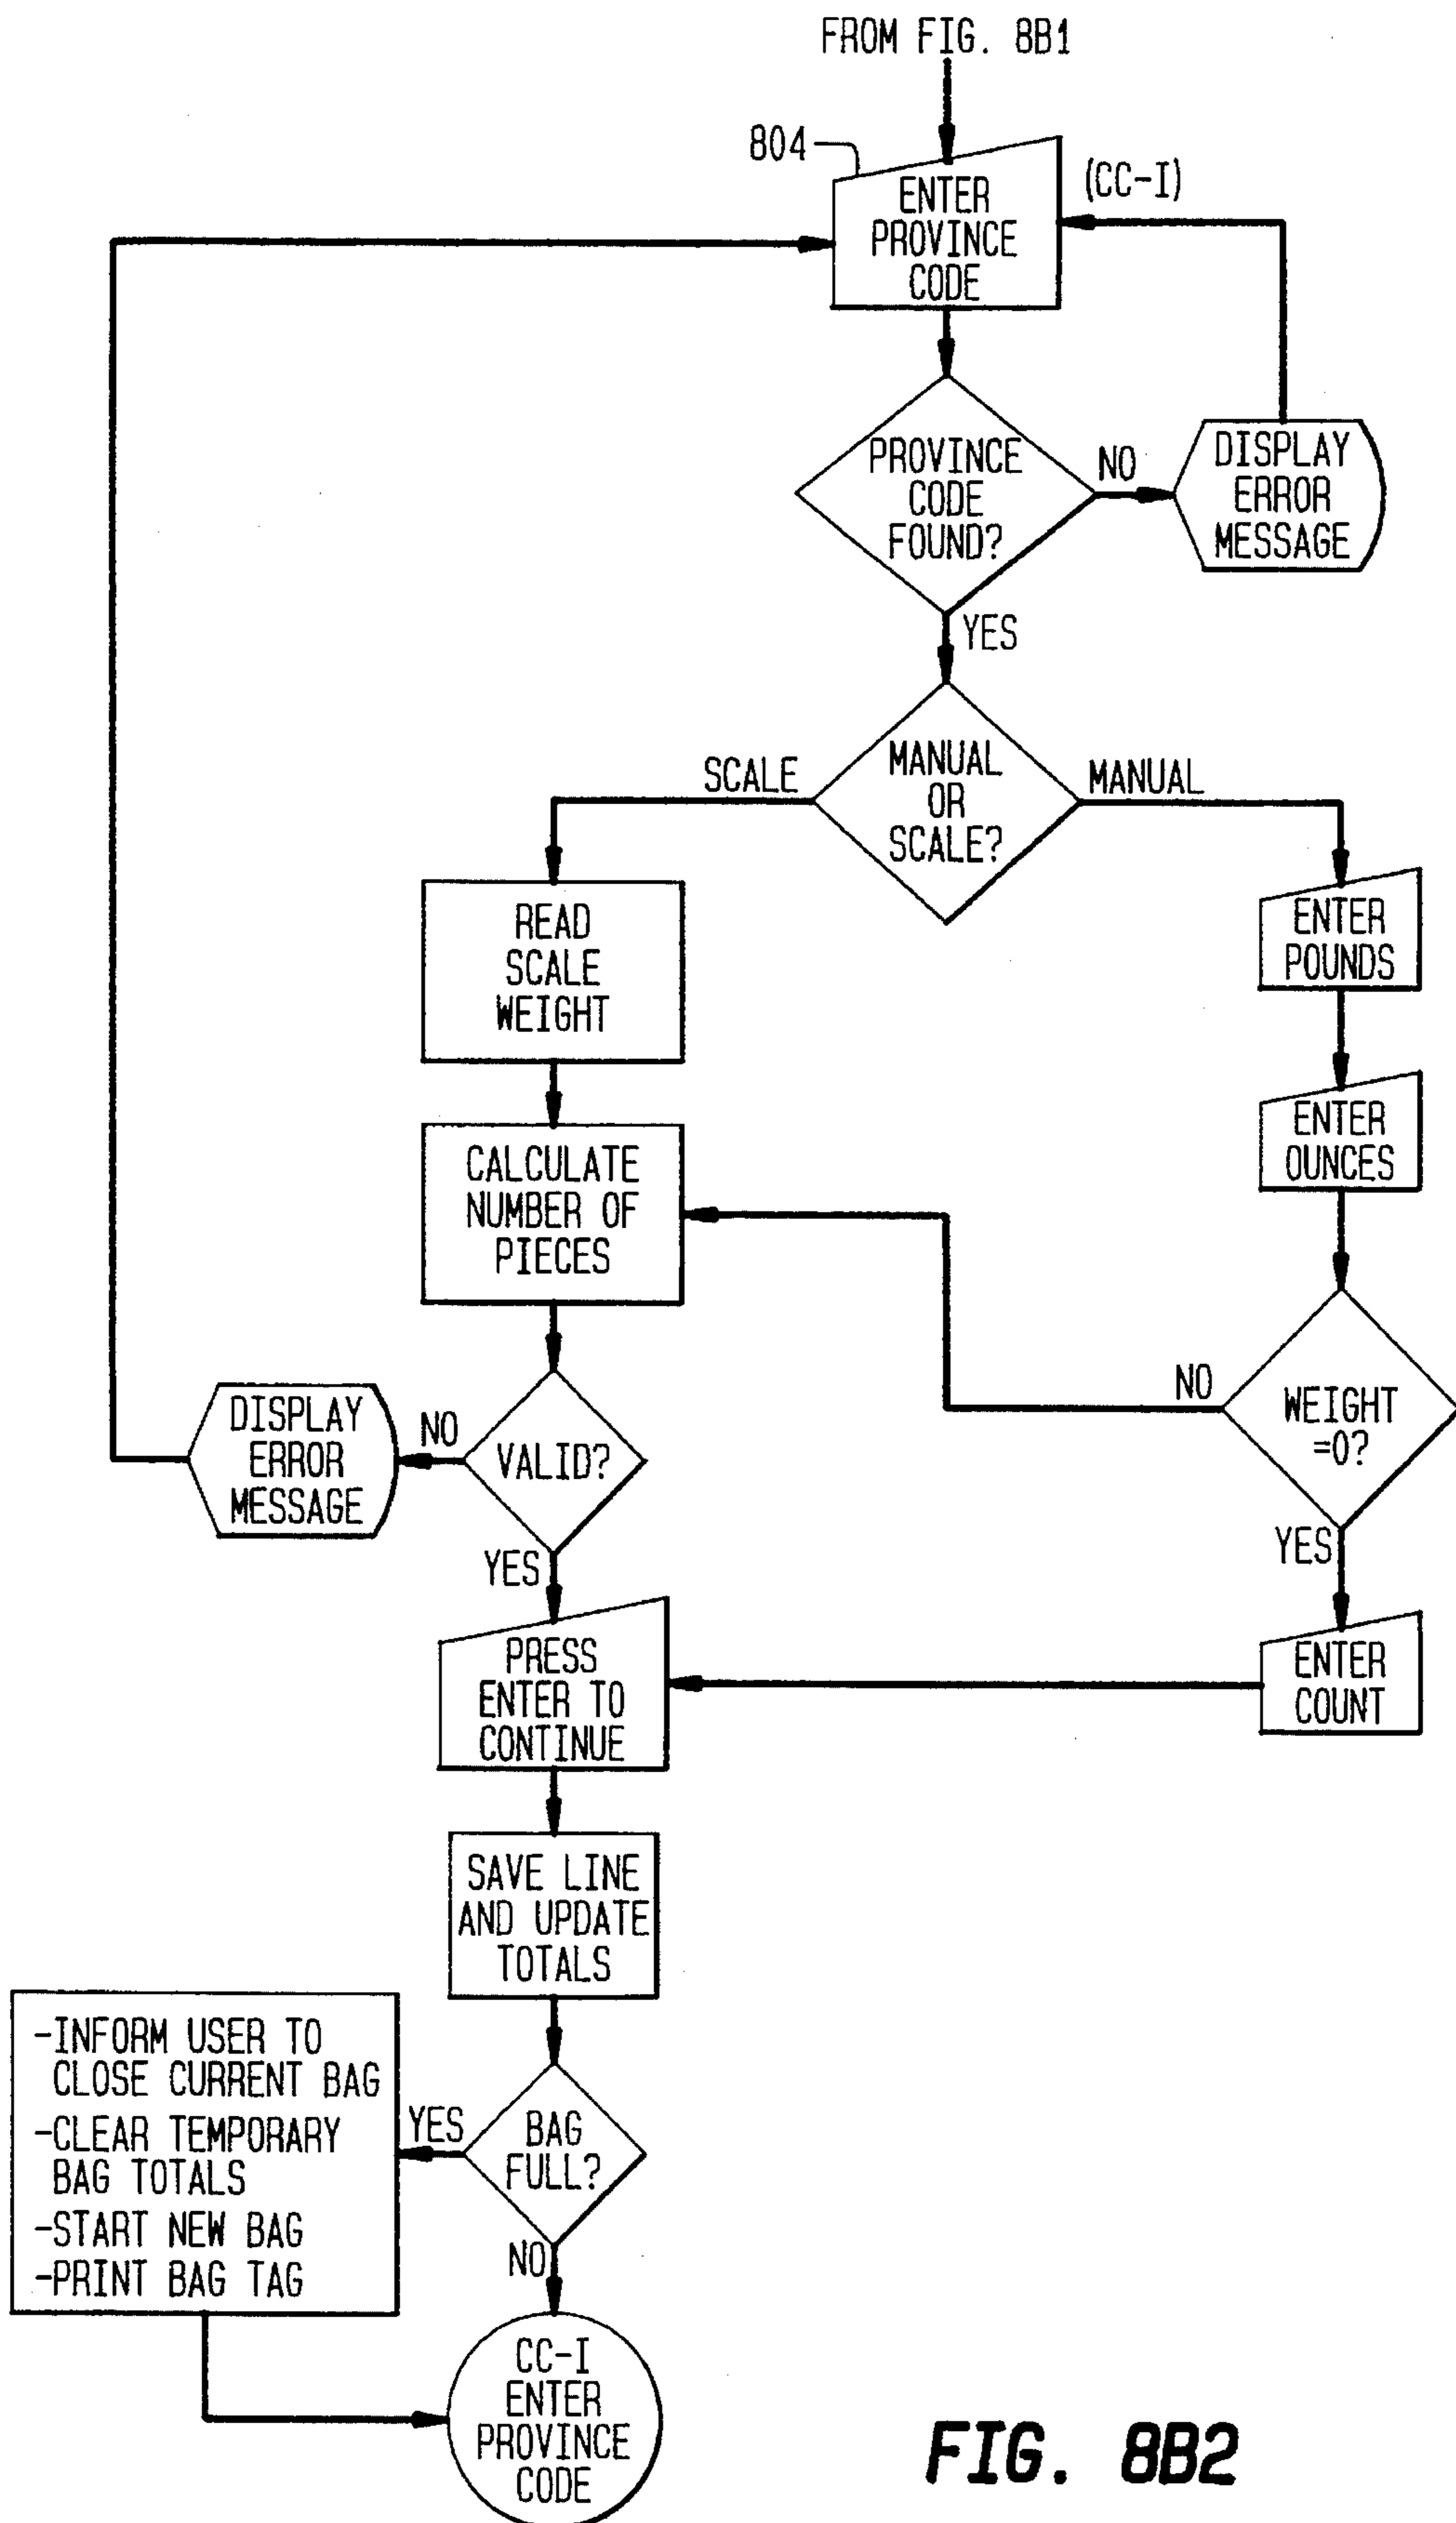 FROM FIG. 8B1
804
ENTER
PROVINCE
CODE
(CC-I)
PROVINCE
CODE
FOUND?
NO
DISPLAY
ERROR
MESSAGE
YES
MANUAL
OR
SCALE?
SCALE
MANUAL
READ
SCALE
WEIGHT
ENTER
POUNDS
ENTER
OUNCES
CALCULATE
NUMBER OF
PIECES
WEIGHT
=0?
NO
VALID?
NO
DISPLAY
ERROR
MESSAGE
YES
YES
ENTER
COUNT
PRESS
ENTER TO
CONTINUE
SAVE LINE
AND UPDATE
TOTALS
BAG
FULL?
YES
-INFORM USER TO
CLOSE CURRENT BAG
-CLEAR TEMPORARY
BAG TOTALS
-START NEW BAG
-PRINT BAG TAG
NO
CC-I
ENTER
PROVINCE
CODE
FIG. 8B2